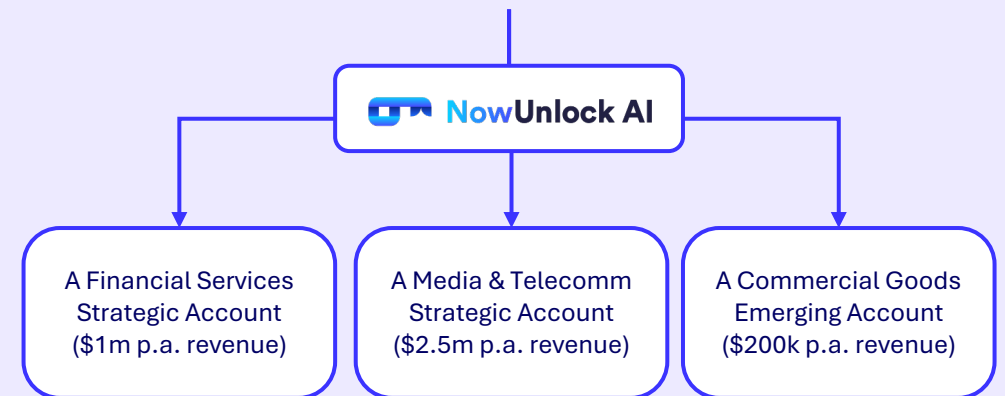 NowUnlock AI
A Financial Services
Strategic Account
($1m p.a. revenue)
A Media & Telecomm
Strategic Account
($2.5m p.a. revenue)
A Commercial Goods
Emerging Account
($200k p.a. revenue)